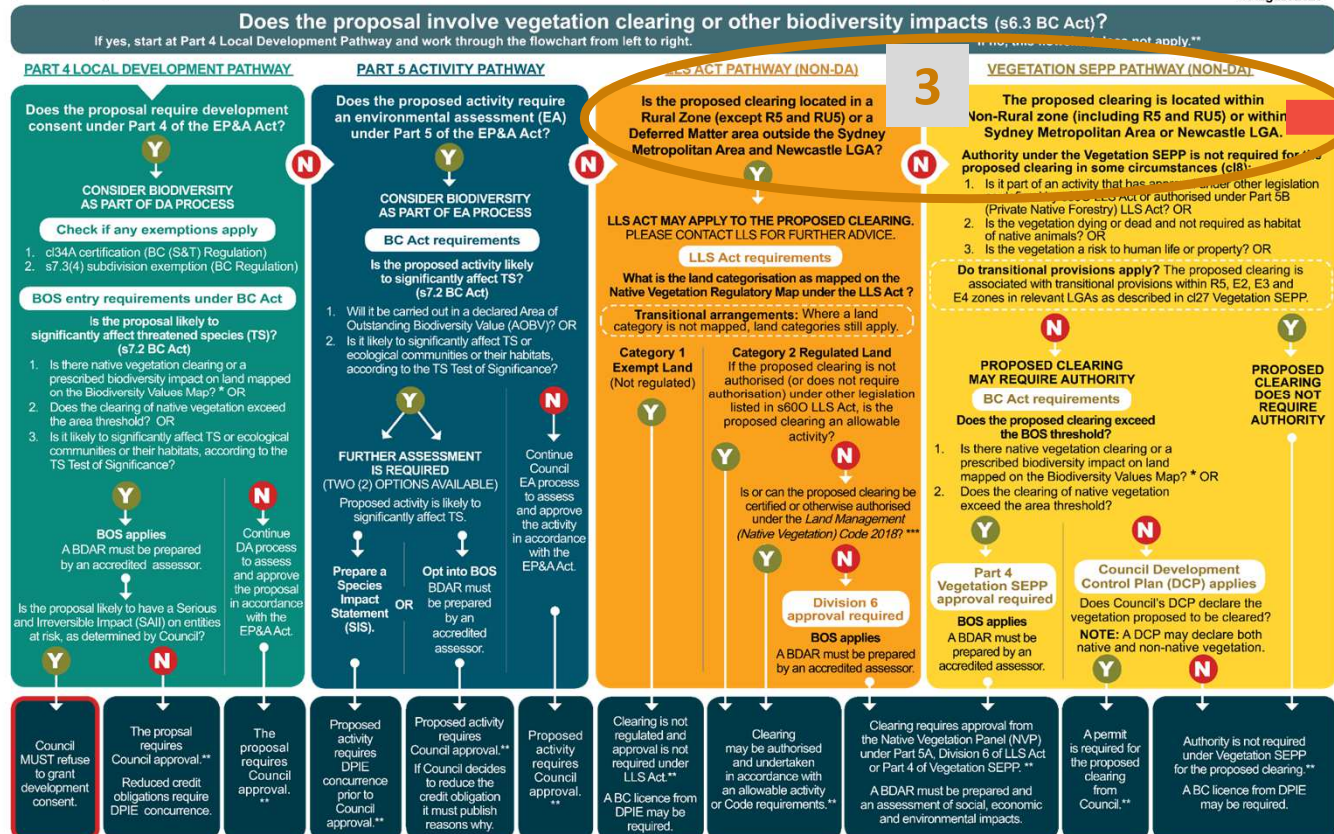 Does the proposal involve vegetation clearing or other biodiversity impacts (s6.3 BC Act)?
If yes, start at Part 4 Local Development Pathway and work through the flowchart from left to right.
this flowchart does not apply.**
PART 4 LOCAL DEVELOPMENT PATHWAY
Does the proposal require development
consent under Part 4 of the EP&A Act?
Y
N
CONSIDER BIODIVERSITY
AS PART OF DA PROCESS
Check if any exemptions apply
1. cl34A certification (BC (S&T) Regulation)
2. s7.3(4) subdivision exemption (BC Regulation)
BOS entry requirements under BC Act
Is the proposal likely to
significantly affect threatened species (TS)?
(s7.2 BC Act)
1. Is there native vegetation clearing or a
prescribed biodiversity impact on land mapped
on the Biodiversity Values Map? * OR
2. Does the clearing of native vegetation exceed
the area threshold? OR
3. Is it likely to significantly affect TS or ecological
communities or their habitats, according to the
TS Test of Significance?
Y
N
BOS applies
A BDAR must be prepared
by an accredited assessor.
Continue
DA process
to assess
and approve
the proposal
in accordance
with the
EP&A Act.
Is the proposal likely to have a Serious
and Irreversible Impact (SAII) on entities
at risk, as determined by Council?
Y
N
Council
MUST refuse
to grant
development
consent.
The propsal
requires
Council approval.**
Reduced credit
obligations require
DPIE concurrence.
The
proposal
requires
Council
approval.
**
PART 5 ACTIVITY PATHWAY
Does the proposed activity require
an environmental assessment (EA)
under Part 5 of the EP&A Act?
Y
N
CONSIDER BIODIVERSITY
AS PART OF EA PROCESS
BC Act requirements
Is the proposed activity likely
to significantly affect TS?
(s7.2 BC Act)
1. Will it be carried out in a declared Area of
Outstanding Biodiversity Value (AOBV)? OR
2. Is it likely to significantly affect TS or
ecological communities or their habitats,
according to the TS Test of Significance?
Y
N
FURTHER ASSESSMENT
IS REQUIRED
(TWO (2) OPTIONS AVAILABLE)
Proposed activity is likely to
significantly affect TS.
Prepare a
Species
Impact
Statement
(SIS).
OR
Opt into BOS
BDAR must
be prepared
by an
accredited
assessor.
Continue
Council
EA process
to assess
and approve
the activity
in accordance
with the
EP&A Act.
Proposed
activity
requires
DPIE
concurrence
prior to
Council
approval.**
Proposed activity
requires
Council approval.**
If Council decides
to reduce the
credit obligation
it must publish
reasons why.
Proposed
activity
requires
Council
approval.
**
LLS ACT PATHWAY (NON-DA)
3
Is the proposed clearing located in a
Rural Zone (except R5 and RU5) or a
Deferred Matter area outside the Sydney
Metropolitan Area and Newcastle LGA?
Y
N
LLS ACT MAY APPLY TO THE PROPOSED CLEARING.
PLEASE CONTACT LLS FOR FURTHER ADVICE.
LLS Act requirements
What is the land categorisation as mapped on the
Native Vegetation Regulatory Map under the LLS Act ?
Transitional arrangements: Where a land
category is not mapped, land categories still apply.
Category 1
Exempt Land
(Not regulated)
Y
Category 2 Regulated Land
If the proposed clearing is not
authorised (or does not require
authorisation) under other legislation
listed in s60O LLS Act, is the
proposed clearing an allowable
activity?
Y
N
Is or can the proposed clearing be
certified or otherwise authorised
under the Land Management
(Native Vegetation) Code 2018? ***
Y
N
Division 6
approval required
BOS applies
A BDAR must be prepared
by an accredited assessor.
Clearing is not
regulated and
approval is not
required under
LLS Act.**
A BC licence from
DPIE may be
required.
Clearing
may be authorised
and undertaken
in accordance with
an allowable activity
or Code requirements.**
VEGETATION SEPP PATHWAY (NON-DA)
The proposed clearing is located within
Non-Rural zone (including R5 and RU5) or within
Sydney Metropolitan Area or Newcastle LGA.
Authority under the Vegetation SEPP is not required for the
proposed clearing in some circumstances (cl8):
1. Is it part of an activity that has approval under other legislation
LLS Act or authorised under Part 5B
(Private Native Forestry) LLS Act? OR
2. Is the vegetation dying or dead and not required as habitat
of native animals? OR
3. Is the vegetation a risk to human life or property? OR
Do transitional provisions apply? The proposed clearing is
associated with transitional provisions within R5, E2, E3 and
E4 zones in relevant LGAs as described in cl27 Vegetation SEPP.
N
Y
PROPOSED CLEARING
MAY REQUIRE AUTHORITY
BC Act requirements
Does the proposed clearing exceed
the BOS threshold?
1. Is there native vegetation clearing or a
prescribed biodiversity impact on land
mapped on the Biodiversity Values Map? * OR
2. Does the clearing of native vegetation
exceed the area threshold?
PROPOSED
CLEARING
DOES NOT
REQUIRE
AUTHORITY
Y
N
Part 4
Vegetation SEPP
approval required
BOS applies
A BDAR must be
prepared by an
accredited assessor.
Council Development
Control Plan (DCP) applies
Does Council's DCP declare the
vegetation proposed to be cleared?
NOTE: A DCP may declare both
native and non-native vegetation.
Y
N
Clearing requires approval from
the Native Vegetation Panel (NVP)
under Part 5A, Division 6 of LLS Act
or Part 4 of Vegetation SEPP. **
A BDAR must be prepared and
an assessment of social, economic
and environmental impacts.
A permit
is required for
the proposed
clearing
from
Council.**
Authority is not required
under Vegetation SEPP
for the proposed clearing.**
A BC licence from DPIE
may be required.